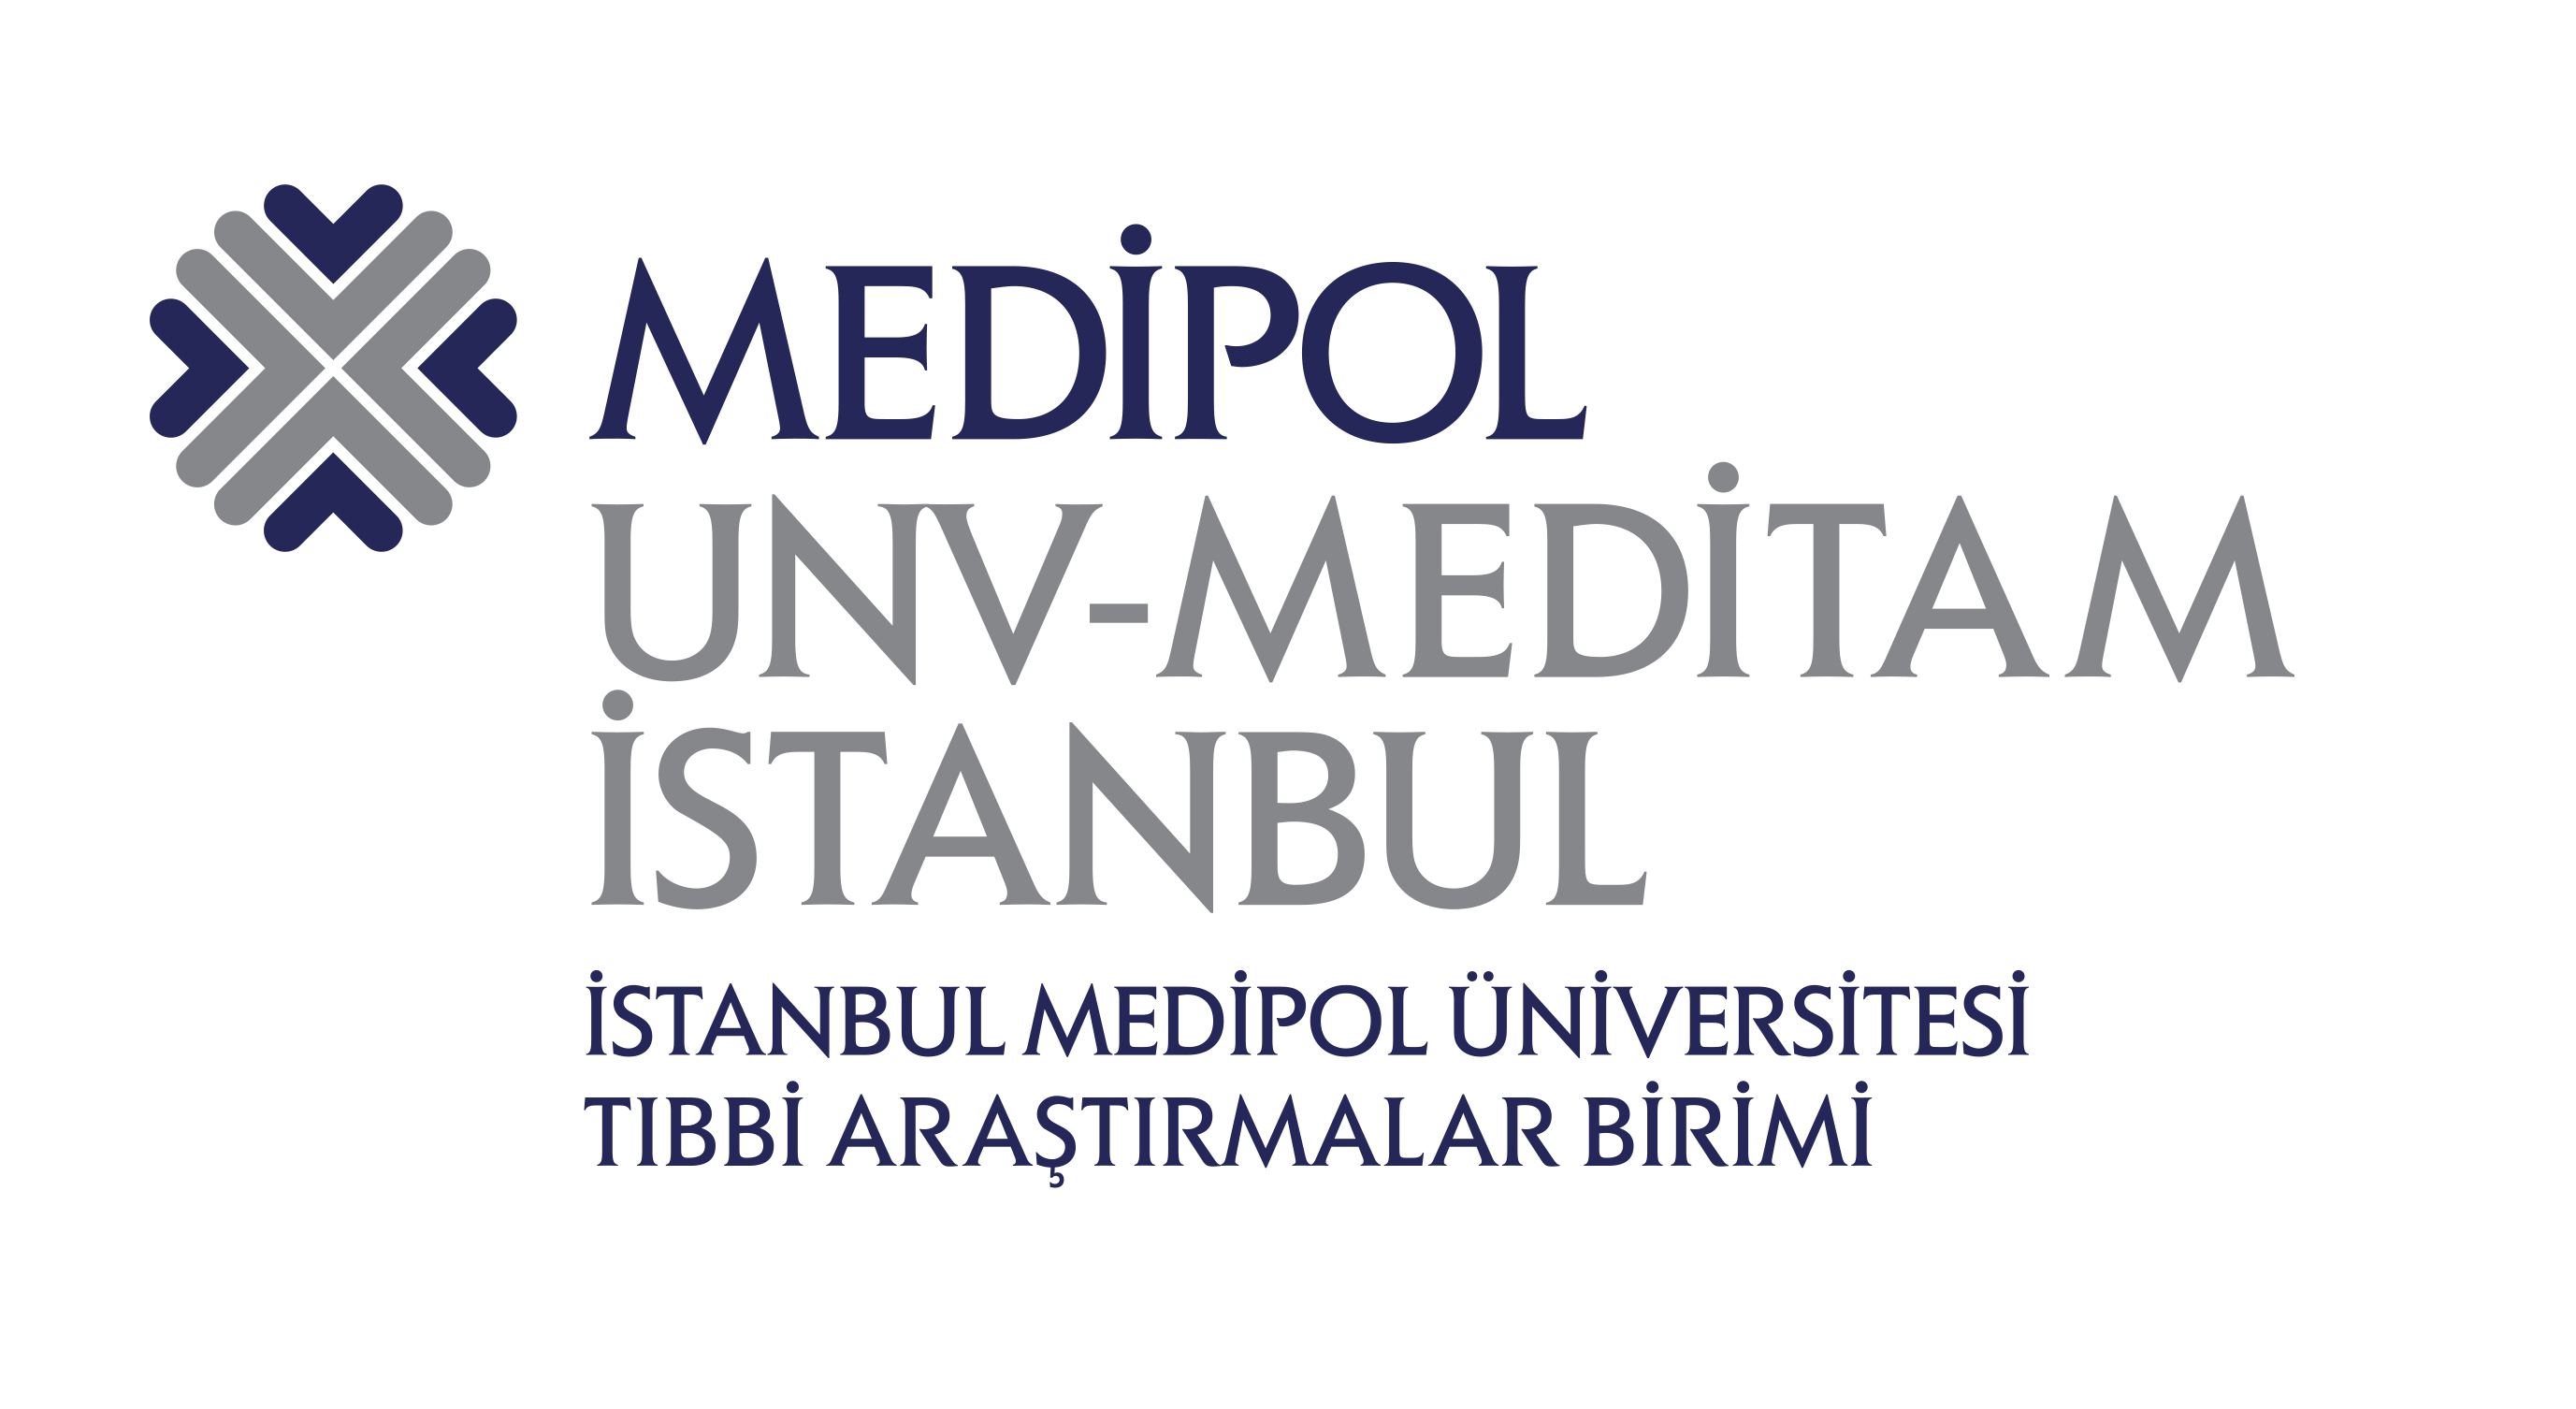 MEDİPOL
UNV-MEDİTAM
İSTANBUL
İSTANBUL MEDİPOL ÜNİVERSİTESİ
TIBBİ ARAŞTIRMALAR BİRİMİ